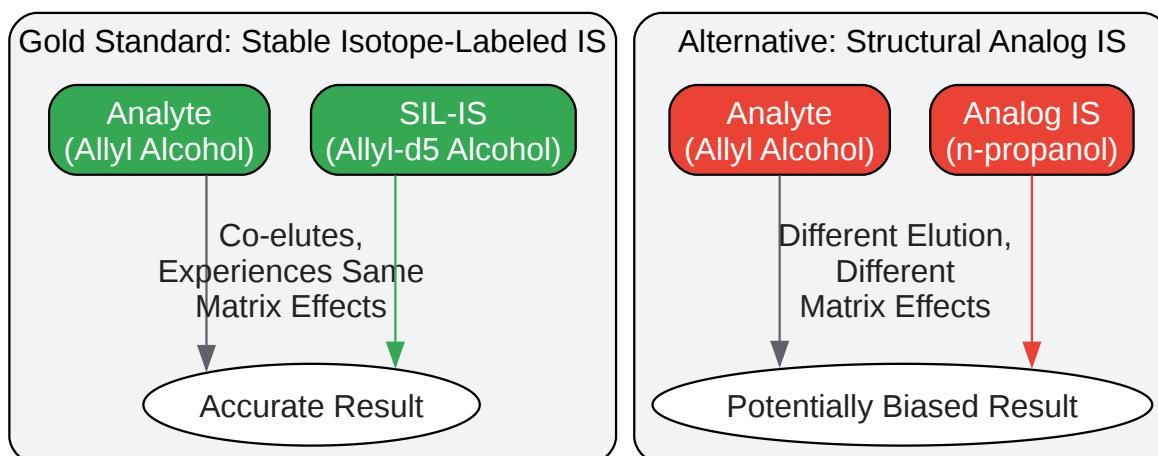 Gold Standard: Stable Isotope-Labeled IS
Analyte
(Allyl Alcohol)
SIL-IS
(Allyl-d5 Alcohol)
Co-elutes,
Experiences Same
Matrix Effects
Accurate Result
Alternative: Structural Analog IS
Analyte
(Allyl Alcohol)
Analog IS
(n-propanol)
Different Elution,
Different
Matrix Effects
Potentially Biased Result